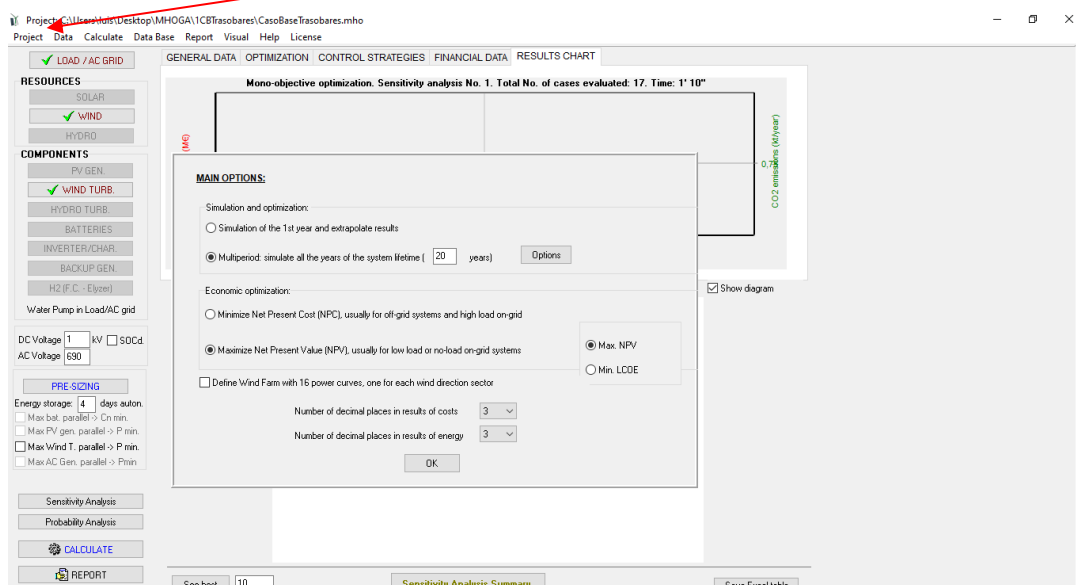 Project: C:\Users\luis\Desktop\MHOGA\1CBTrasobares\CasoBaseTrasobares.mho
Project Data Calculate Data Base Report Visual Help License
LOAD / AC GRID
GENERAL DATA OPTIMIZATION CONTROL STRATEGIES FINANCIAL DATA RESULTS CHART
RESOURCES
SOLAR
WIND
HYDRO
COMPONENTS
PV GEN.
WIND TURB.
HYDRO TURB.
BATTERIES
INVERTER/CHAR.
BACKUP GEN.
H2 (F.C. - Elyzer)
Water Pump in Load/AC grid
DC Voltage 1 kV SOCd.
AC Voltage 690
PRE-SIZING
Energy storage: 4 days auton.
Max bat. parallel -> Cn min.
Max PV gen. parallel -> P min.
Max Wind T. parallel -> P min.
Max AC Gen. parallel -> Pmin
Sensitivity Analysis
Probability Analysis
CALCULATE
REPORT
Mono-objective optimization. Sensitivity analysis No. 1. Total No. of cases evaluated: 17. Time: 1' 10"
(M€)
CO2 emissions (kt/year)
MAIN OPTIONS:
Simulation and optimization:
Simulation of the 1st year and extrapolate results
Multiperiod: simulate all the years of the system lifetime ( 20 years) Options
Economic optimization:
Minimize Net Present Cost (NPC), usually for off-grid systems and high load on-grid
Maximize Net Present Value (NPV), usually for low load or no-load on-grid systems
Max. NPV
Min. LCOE
Define Wind Farm with 16 power curves, one for each wind direction sector
Number of decimal places in results of costs 3
Number of decimal places in results of energy 3
OK
Show diagram
See best 10 Sensitivity Analysis Summary Save Excel table